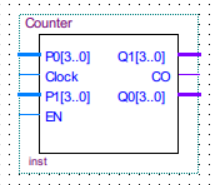 Counter
P0[3..0] Q1[3..0]
Clock CO
P1[3..0] Q0[3..0]
EN
inst